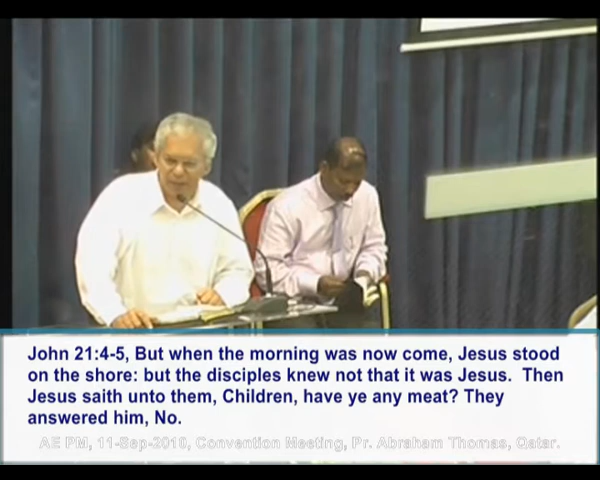 John 21:4-5, But when the morning was now come, Jesus stood
on the shore: but the disciples knew not that it was Jesus.  Then
Jesus saith unto them, Children, have ye any meat? They
answered him, No.
AE PM, 11-Sep-2010, Convention Meeting, Pr. Abraham Thomas, Qatar.